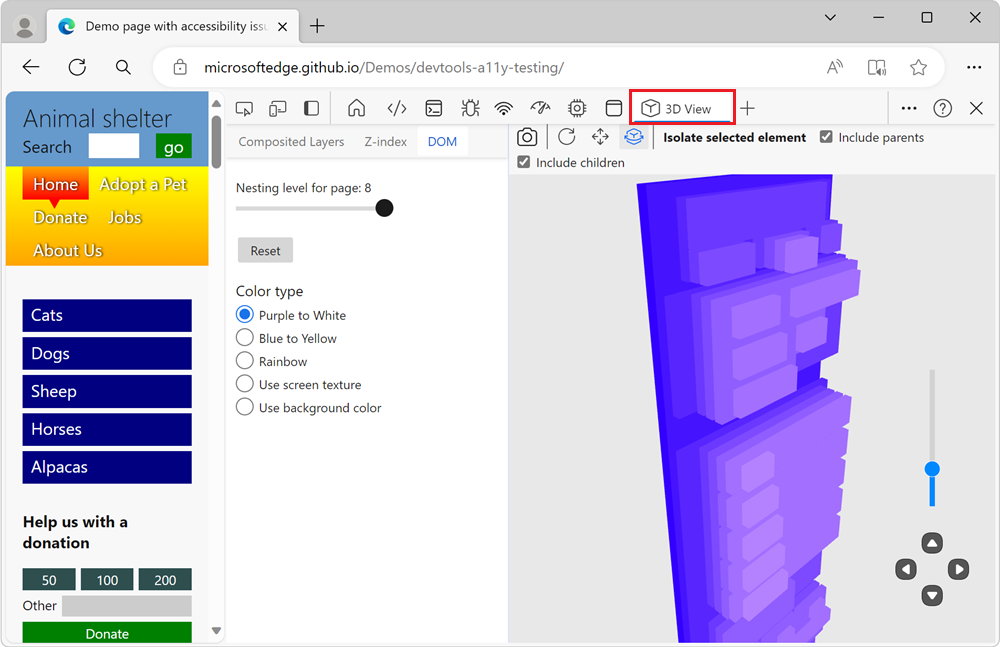 Demo page with accessibility issu
microsoftedge.github.io/Demos/devtools-a11y-testing/
Animal shelter
Search
go
Home
Adopt a Pet
Donate
Jobs
About Us
Cats
Dogs
Sheep
Horses
Alpacas
Help us with a
donation
50
100
200
Other
Donate
3D View
Composited Layers
Z-index
DOM
Nesting level for page: 8
Reset
Color type
Purple to White
Blue to Yellow
Rainbow
Use screen texture
Use background color
Isolate selected element
Include parents
Include children